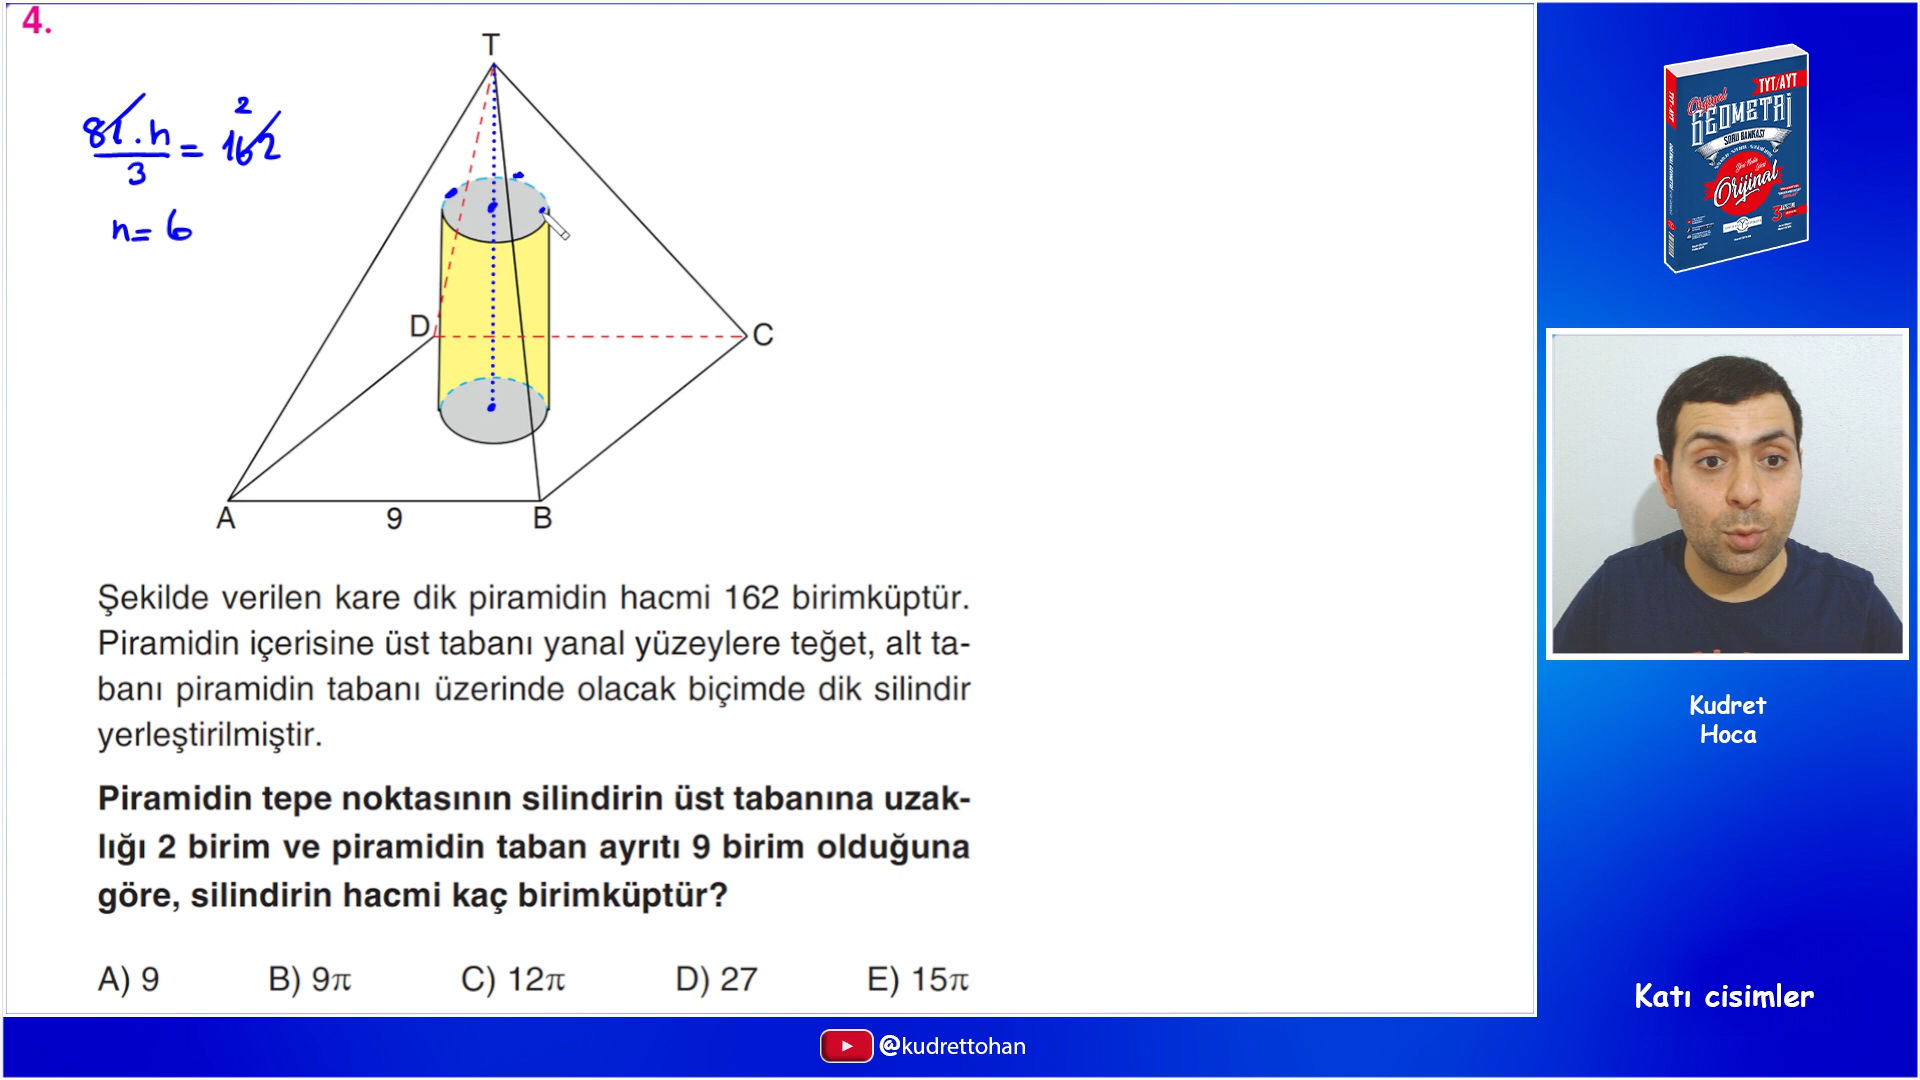 4.
T
81.h
3
=
2
162
h= 6
D
C
A
9
B
Şekilde verilen kare dik piramidin hacmi 162 birimküptür.
Piramidin içerisine üst tabanı yanal yüzeylere teğet, alt ta-
banı piramidin tabanı üzerinde olacak biçimde dik silindir
yerleştirilmiştir.
Piramidin tepe noktasının silindirin üst tabanına uzak-
lığı 2 birim ve piramidin taban ayrıtı 9 birim olduğuna
göre, silindirin hacmi kaç birimküptür?
A) 9 B) 9π C) 12π D) 27 E) 15π
TYT/AYT
Orijinal
GEOMETRİ
SORU BANKASI
Orijinal
Kudret
Hoca
Katı cisimler
@kudrettohan